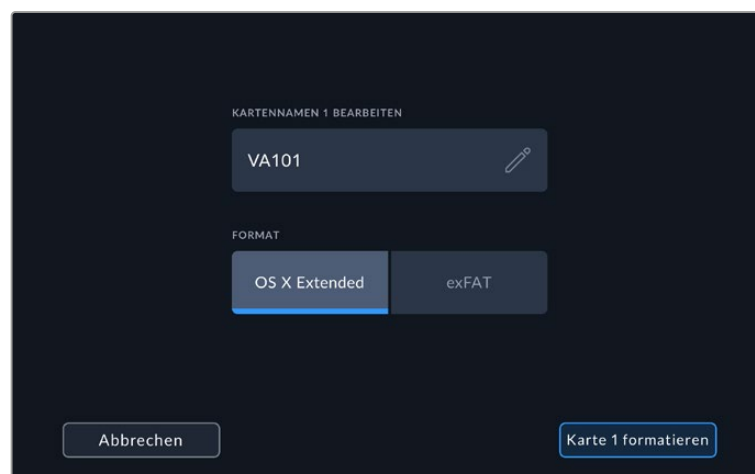 KARTENNAMEN 1 BEARBEITEN
VA101
FORMAT
OS X Extended
exFAT
Abbrechen
Karte 1 formatieren